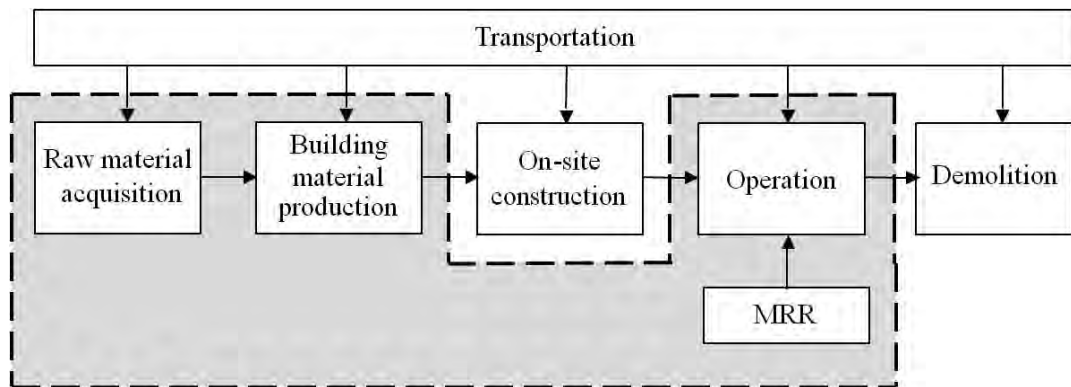 Transportation
Raw material
acquisition
Building
material
production
On-site
construction
Operation
Demolition
MRR